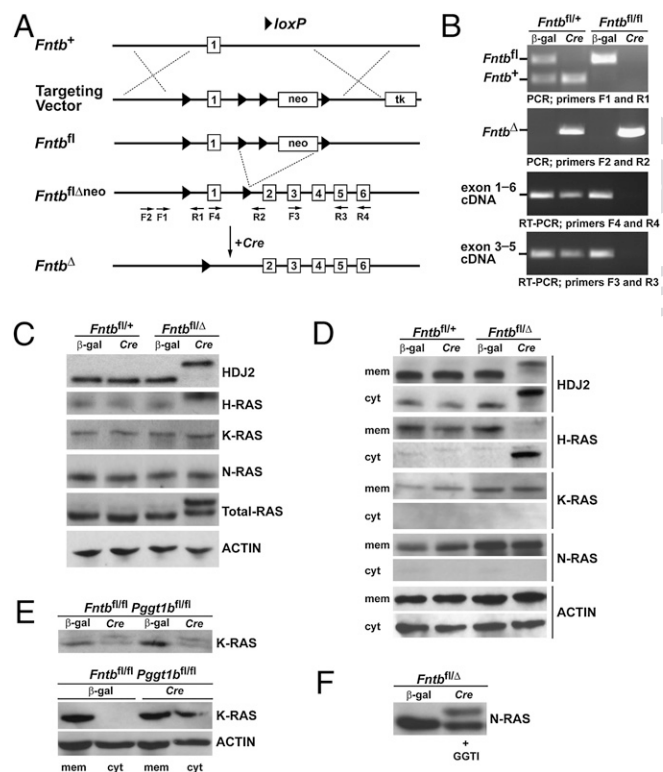 A
loxP
Fntb+
1
Targeting
Vector
1
neo
tk
Fntbfl
1
neo
FntbflΔneo
1 2 3 4 5 6
F2 F1 R1 F4 R2 F3 R3 R4
+Cre
FntbΔ
2 3 4 5 6
B
Fntbfl/+ Fntbfl/fl
β-gal Cre β-gal Cre
Fntbfl
Fntb+
PCR; primers F1 and R1
FntbΔ
PCR; primers F2 and R2
exon 1–6
cDNA
RT-PCR; primers F4 and R4
exon 3–5
cDNA
RT-PCR; primers F3 and R3
C
Fntbfl/+ Fntbfl/Δ
β-gal Cre β-gal Cre
HDJ2
H-RAS
K-RAS
N-RAS
Total-RAS
ACTIN
D
Fntbfl/+ Fntbfl/Δ
β-gal Cre β-gal Cre
mem
cyt
HDJ2
mem
cyt
H-RAS
mem
cyt
K-RAS
mem
cyt
N-RAS
mem
cyt
ACTIN
E
Fntbfl/fl Pggt1bfl/fl
β-gal Cre β-gal Cre
K-RAS
Fntbfl/fl Pggt1bfl/fl
β-gal Cre
K-RAS
ACTIN
mem cyt mem cyt
F
Fntbfl/Δ
β-gal Cre
N-RAS
+
GGTI